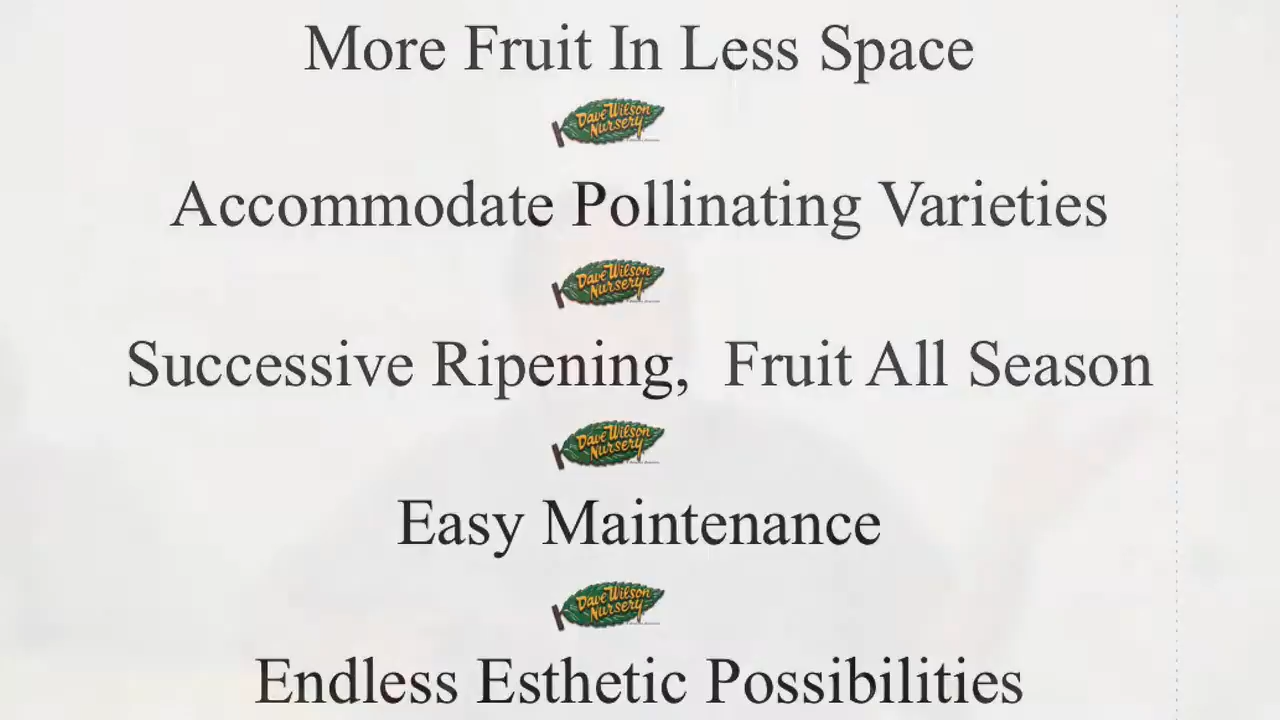 More Fruit In Less Space
Dave Wilson
Nursery
Accommodate Pollinating Varieties
Dave Wilson
Nursery
Successive Ripening, Fruit All Season
Dave Wilson
Nursery
Easy Maintenance
Dave Wilson
Nursery
Endless Esthetic Possibilities